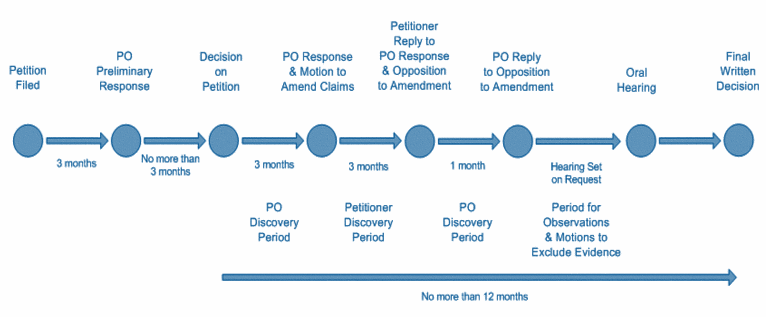 Petition
Filed
PO
Preliminary
Response
Decision
on
Petition
PO Response
& Motion to
Amend Claims
Petitioner
Reply to
PO Response
& Opposition
to Amendment
PO Reply
to Opposition
to Amendment
Oral
Hearing
Final
Written
Decision
3 months
No more than
3 months
3 months
3 months
1 month
Hearing Set
on Request
PO
Discovery
Period
Petitioner
Discovery
Period
PO
Discovery
Period
Period for
Observations
& Motions to
Exclude Evidence
No more than 12 months